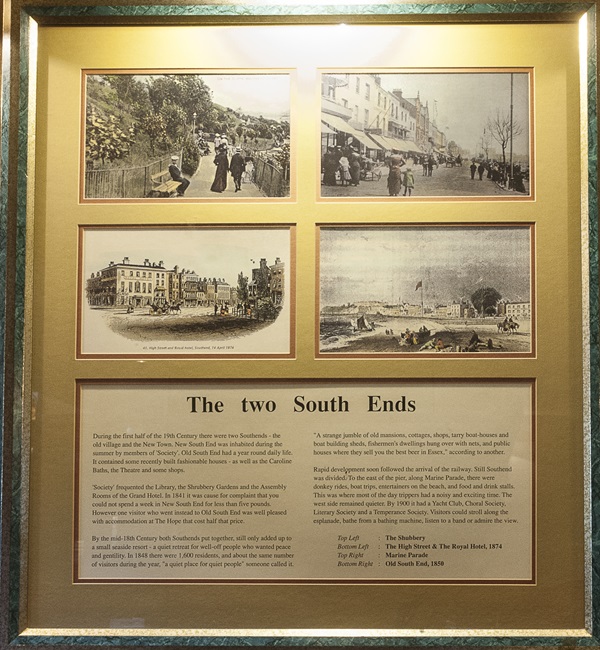 61. High Street and Royal Hotel, Southend, 14 April 1874
The two South Ends
During the first half of the 19th Century there were two Southends - the
old village and the New Town. New South End was inhabited during the
summer by members of 'Society'. Old South End had a year round daily life.
It contained some recently built fashionable houses - as well as the Caroline
Baths, the Theatre and some shops.
'Society' frequented the Library, the Shrubbery Gardens and the Assembly
Rooms of the Grand Hotel. In 1841 it was cause for complaint that you
could not spend a week in New South End for less than five pounds.
However one visitor who went instead to Old South End was well pleased
with accommodation at The Hope that cost half that price.
By the mid-18th Century both Southends put together, still only added up to
a small seaside resort - a quiet retreat for well-off people who wanted peace
and gentility. In 1848 there were 1,600 residents, and about the same number
of visitors during the year, "a quiet place for quiet people" someone called it.
"A strange jumble of old mansions, cottages, shops, tarry boat-houses and
boat building sheds, fishermen's dwellings hung over with nets, and public
houses where they sell you the best beer in Essex," according to another.
Rapid development soon followed the arrival of the railway. Still Southend
was divided. To the east of the pier, along Marine Parade, there were
donkey rides, boat trips, entertainers on the beach, and food and drink stalls.
This was where most of the day trippers had a noisy and exciting time. The
west side remained quieter. By 1900 it had a Yacht Club, Choral Society,
Literary Society and a Temperance Society. Visitors could stroll along the
esplanade, bathe from a bathing machine, listen to a band or admire the view.
Top Left : The Shubbery
Bottom Left : The High Street & The Royal Hotel, 1874
Top Right : Marine Parade
Bottom Right : Old South End, 1850